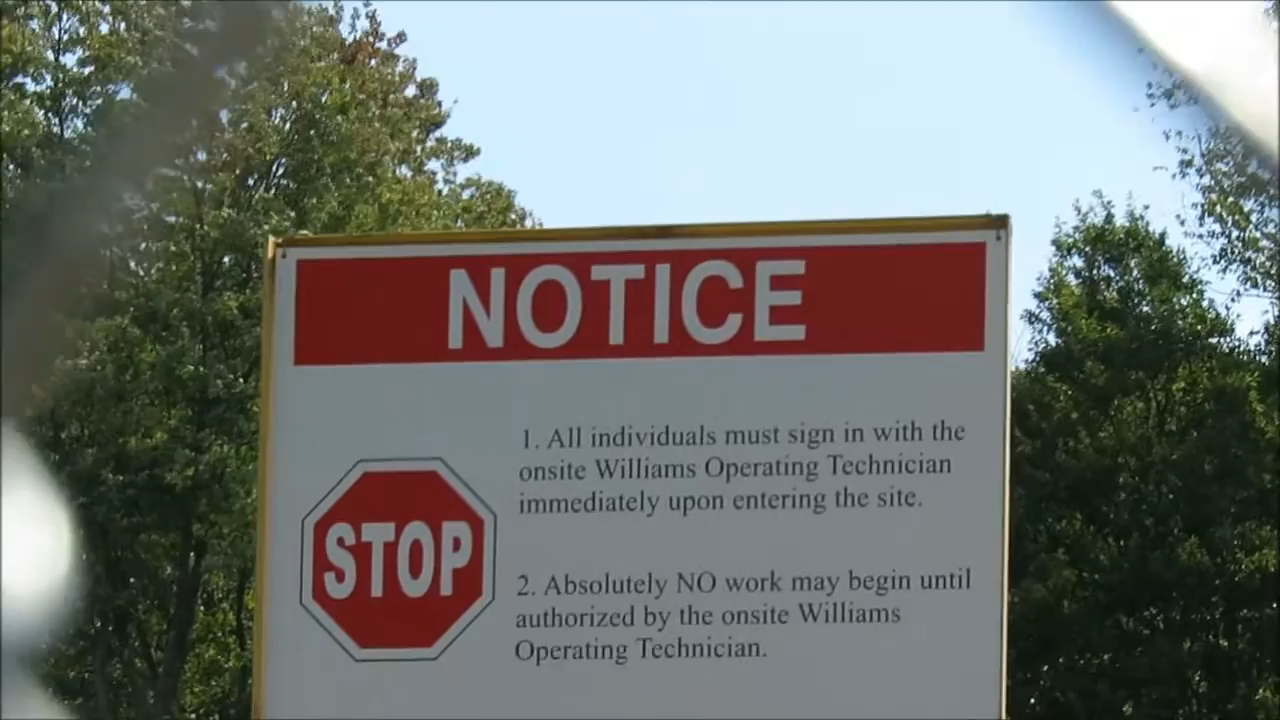 NOTICE
STOP
1. All individuals must sign in with the
onsite Williams Operating Technician
immediately upon entering the site.
2. Absolutely NO work may begin until
authorized by the onsite Williams
Operating Technician.